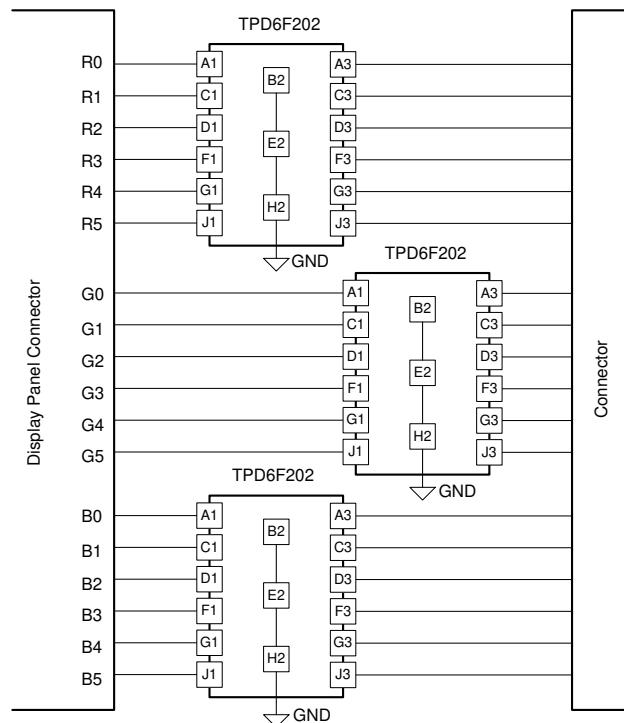 TPD6F202
R0 A1 A3
B2
R1 C1 C3
R2 D1 D3
E2
R3 F1 F3
R4 G1 G3
H2
R5 J1 J3
GND
TPD6F202
G0 A1 A3
B2
G1 C1 C3
G2 D1 D3
E2
G3 F1 F3
G4 G1 G3
H2
G5 J1 J3
GND
TPD6F202
B0 A1 A3
B2
B1 C1 C3
B2 D1 D3
E2
B3 F1 F3
B4 G1 G3
H2
B5 J1 J3
GND
Display Panel Connector
Connector